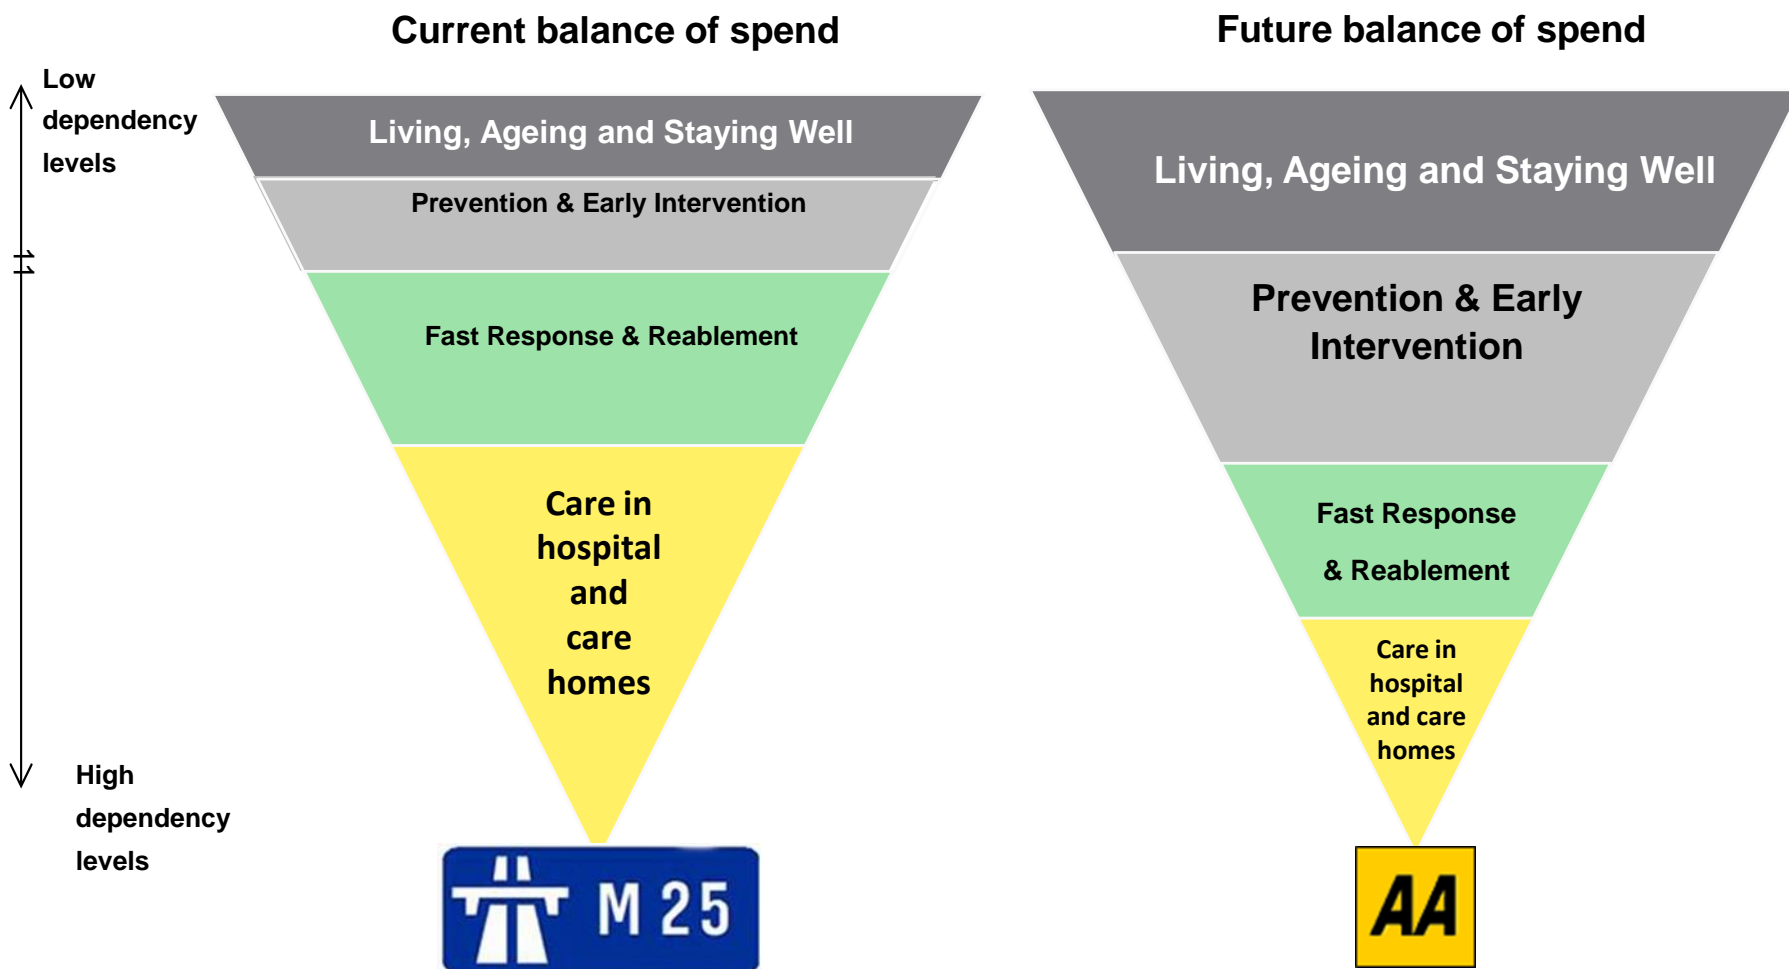 Current balance of spend
Future balance of spend
Low
dependency
levels
11
High
dependency
levels
Living, Ageing and Staying Well
Prevention & Early Intervention
Fast Response & Reablement
Care in
hospital
and
care
homes
M 25
Living, Ageing and Staying Well
Prevention & Early
Intervention
Fast Response
& Reablement
Care in
hospital
and care
homes
AA